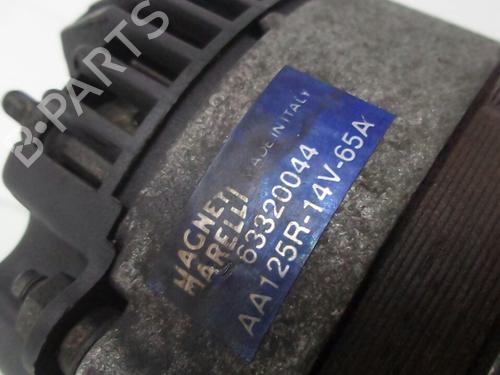 B-PARTS
MAGNETI
MARELLI
MADE IN ITALY
63320044
AA125R-14V-65A